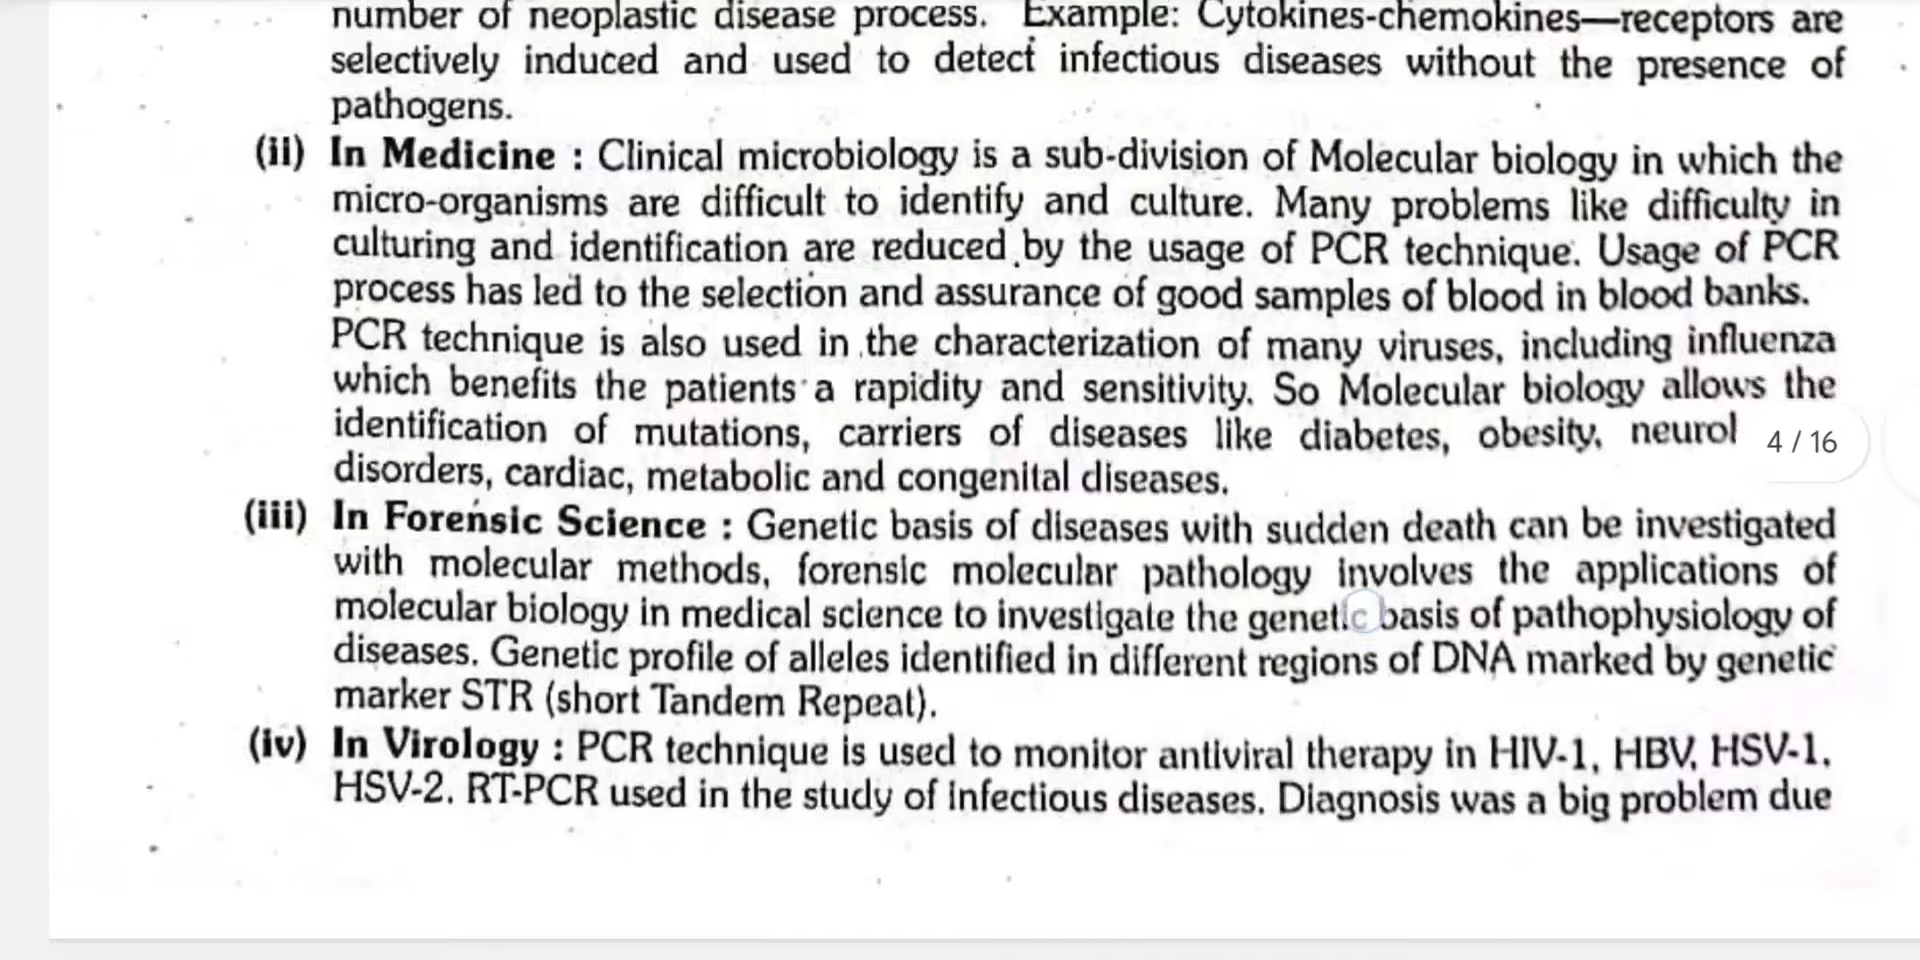 number of neoplastic disease process. Example: Cytokines-chemokines—receptors are
selectively induced and used to detect infectious diseases without the presence of
pathogens.
(ii) In Medicine : Clinical microbiology is a sub-division of Molecular biology in which the
micro-organisms are difficult to identify and culture. Many problems like difficulty in
culturing and identification are reduced by the usage of PCR technique. Usage of PCR
process has led to the selection and assurance of good samples of blood in blood banks.
PCR technique is also used in the characterization of many viruses, including influenza
which benefits the patients a rapidity and sensitivity. So Molecular biology allows the
identification of mutations, carriers of diseases like diabetes, obesity, neurol
4 / 16
disorders, cardiac, metabolic and congenital diseases.
(iii) In Forensic Science : Genetic basis of diseases with sudden death can be investigated
with molecular methods, forensic molecular pathology involves the applications of
molecular biology in medical science to investigate the genetic basis of pathophysiology of
diseases. Genetic profile of alleles identified in different regions of DNA marked by genetic
marker STR (short Tandem Repeat).
(iv) In Virology : PCR technique is used to monitor antiviral therapy in HIV-1, HBV, HSV-1,
HSV-2. RT-PCR used in the study of infectious diseases. Diagnosis was a big problem due